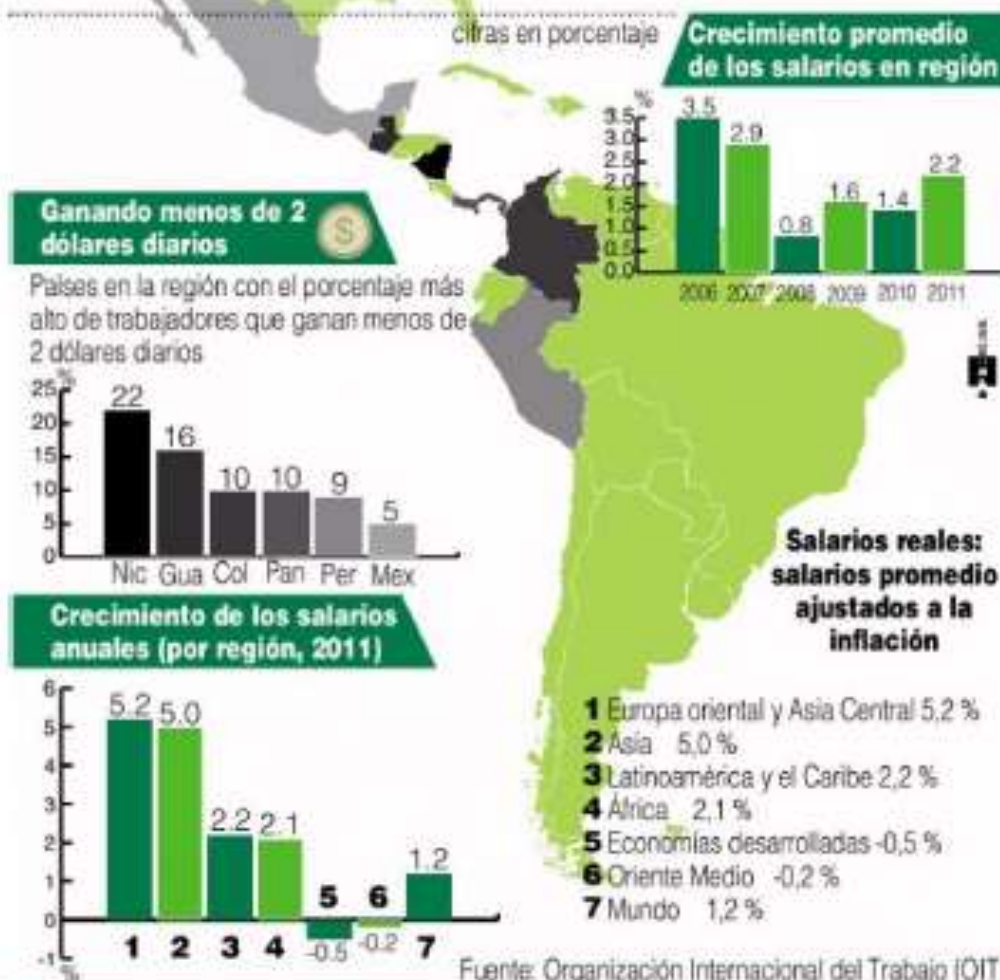 cifras en porcentaje
Crecimiento promedio
de los salarios en región
%
3.5
3.0
2.5
2.0
1.5
1.0
0.5
0.0
3.5
2.9
0.8
1.6
1.4
2.2
2006 2007 2008 2009 2010 2011
Ganando menos de 2
dólares diarios
$
Países en la región con el porcentaje más
alto de trabajadores que ganan menos de
2 dólares diarios
%
25
20
15
10
5
0
22
16
10
10
9
5
Nic Gua Col Pan Per Mex
Crecimiento de los salarios
anuales (por región, 2011)
6
5
4
3
2
1
0
-1
%
5.2 5.0
2.2 2.1
1.2
5 6
1 2 3 4 -0.5 -0.2 7
Salarios reales:
salarios promedio
ajustados a la
inflación
1 Europa oriental y Asia Central 5,2 %
2 Asia 5,0 %
3 Latinoamérica y el Caribe 2,2 %
4 África 2,1 %
5 Economías desarrolladas -0,5 %
6 Oriente Medio -0,2 %
7 Mundo 1,2 %
Fuente: Organización Internacional del Trabajo (OIT